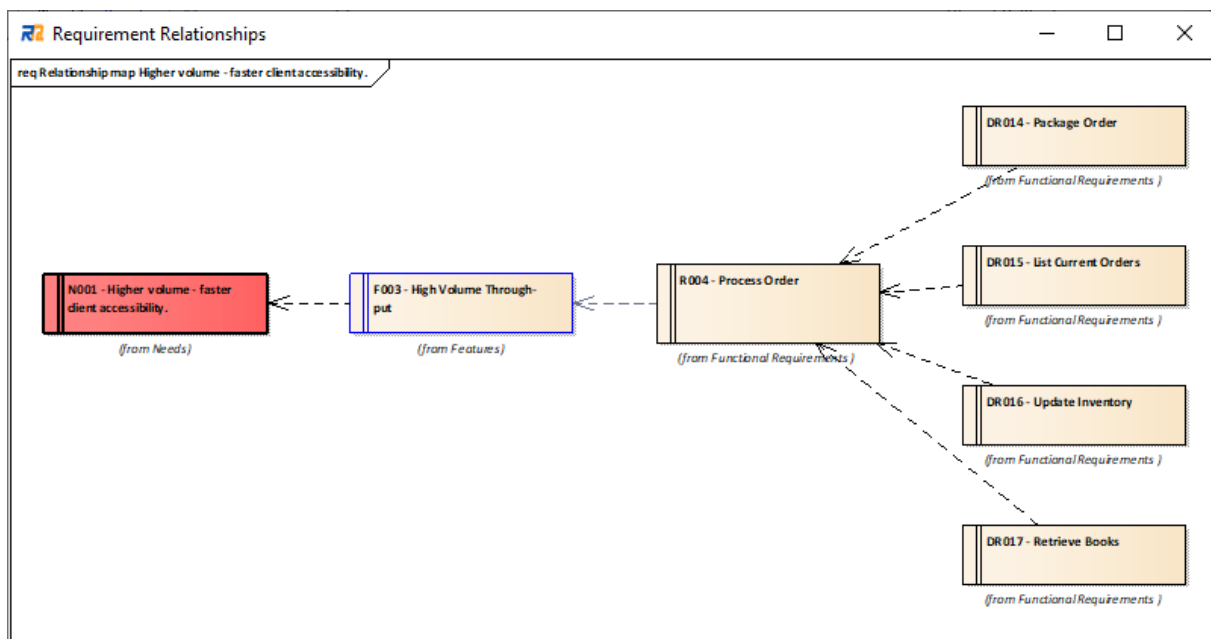 Requirement Relationships
req Relationship map Higher volume - faster client accessibility.
DR014 - Package Order
(from Functional Requirements )
N001 - Higher volume - faster
client accessibility.
(from Needs)
F003 - High Volume Through-
put
(from Features)
R004 - Process Order
(from Functional Requirements )
DR015 - List Current Orders
(from Functional Requirements )
DR016 - Update Inventory
(from Functional Requirements )
DR017 - Retrieve Books
(from Functional Requirements )